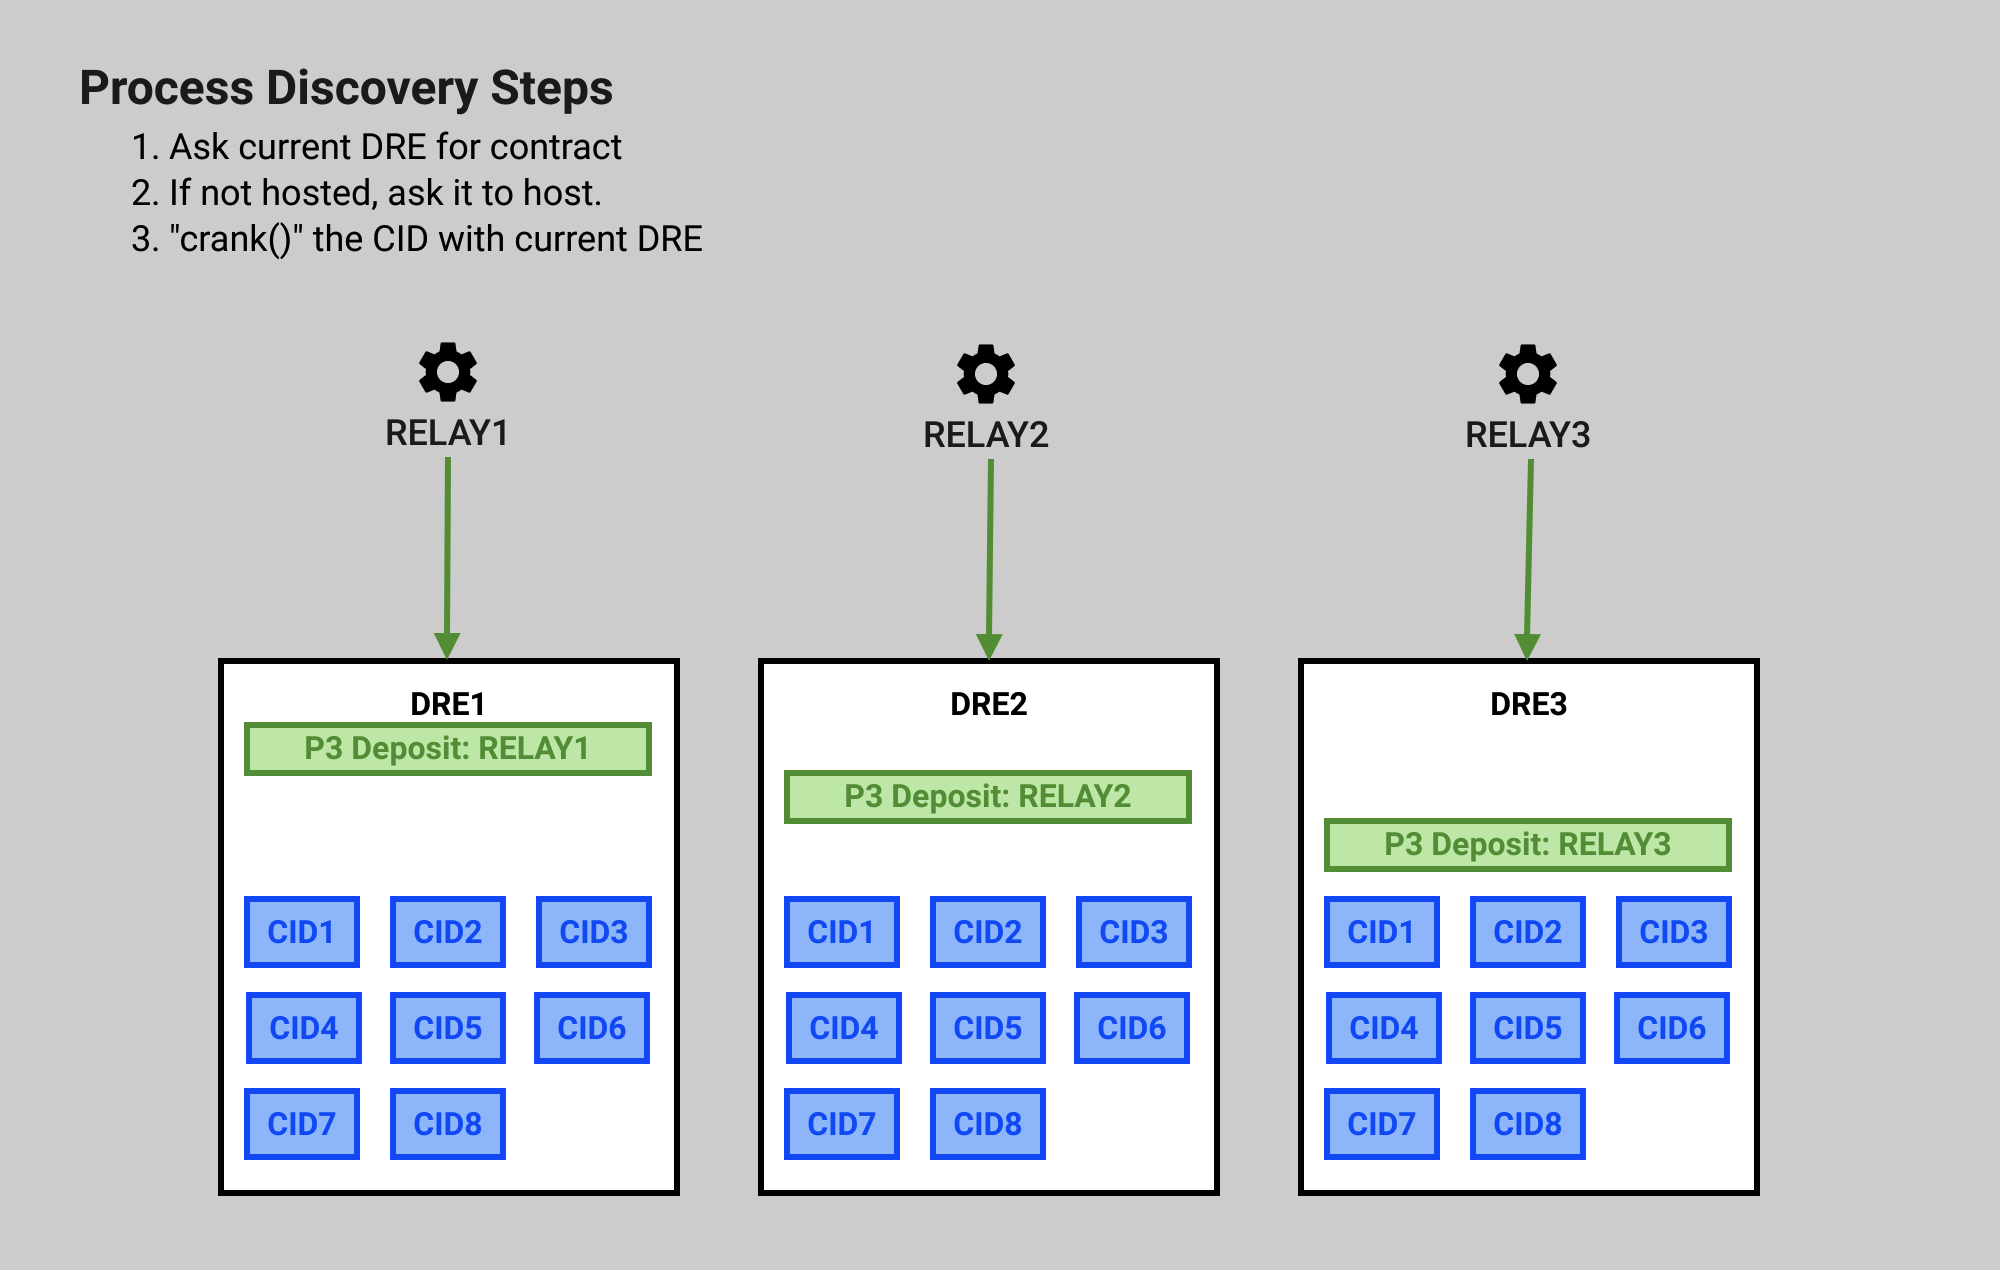 Process Discovery Steps
1. Ask current DRE for contract
2. If not hosted, ask it to host.
3. "crank()" the CID with current DRE
RELAY1
RELAY2
RELAY3
DRE1
P3 Deposit: RELAY1
CID1 CID2 CID3
CID4 CID5 CID6
CID7 CID8
DRE2
P3 Deposit: RELAY2
CID1 CID2 CID3
CID4 CID5 CID6
CID7 CID8
DRE3
P3 Deposit: RELAY3
CID1 CID2 CID3
CID4 CID5 CID6
CID7 CID8